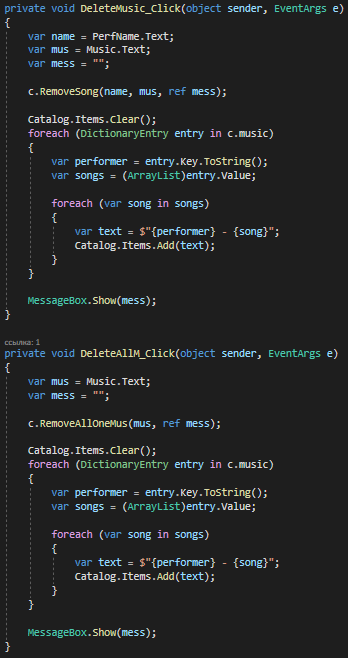 private void DeleteMusic_Click(object sender, EventArgs e)
{
    var name = PerfName.Text;
    var mus = Music.Text;
    var mess = "";

    c.RemoveSong(name, mus, ref mess);

    Catalog.Items.Clear();
    foreach (DictionaryEntry entry in c.music)
    {
        var performer = entry.Key.ToString();
        var songs = (ArrayList)entry.Value;

        foreach (var song in songs)
        {
            var text = $"{performer} - {song}";
            Catalog.Items.Add(text);
        }
    }

    MessageBox.Show(mess);
}

ссылка: 1
private void DeleteAllM_Click(object sender, EventArgs e)
{
    var mus = Music.Text;
    var mess = "";

    c.RemoveAllOneMus(mus, ref mess);

    Catalog.Items.Clear();
    foreach (DictionaryEntry entry in c.music)
    {
        var performer = entry.Key.ToString();
        var songs = (ArrayList)entry.Value;

        foreach (var song in songs)
        {
            var text = $"{performer} - {song}";
            Catalog.Items.Add(text);
        }
    }

    MessageBox.Show(mess);
}